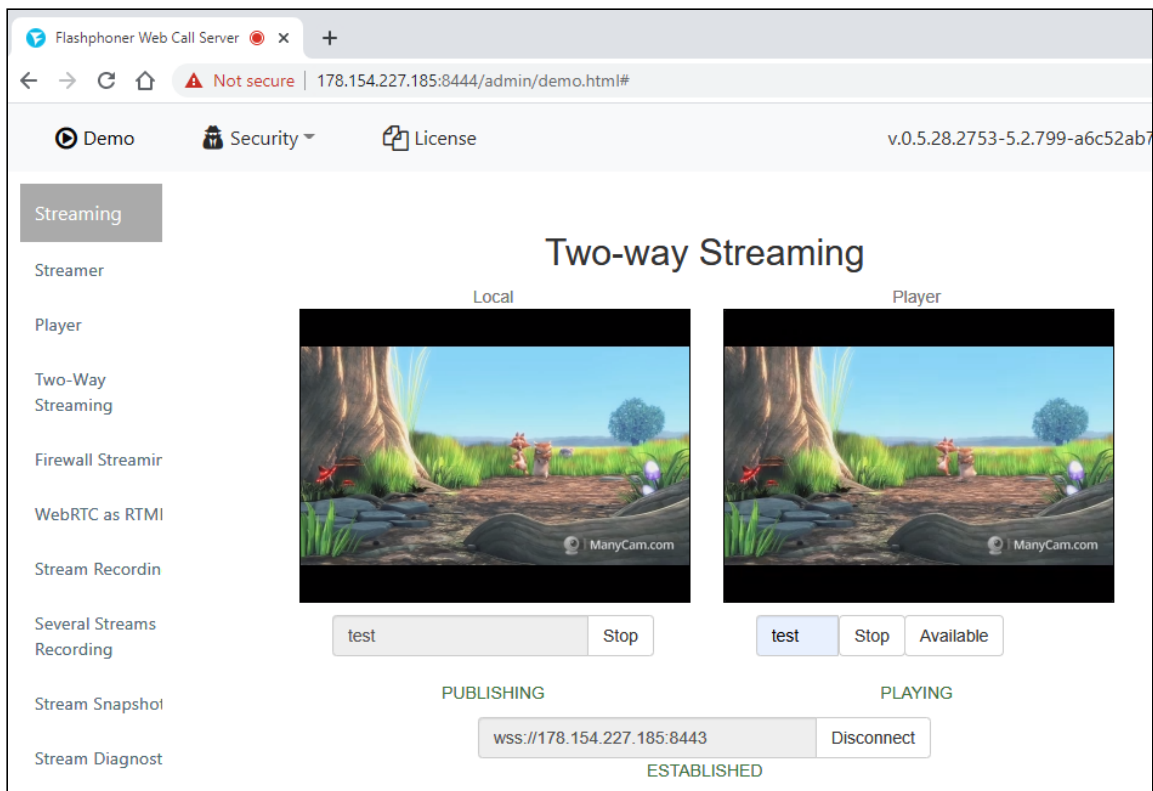 Flashphoner Web Call Server
Not secure 178.154.227.185:8444/admin/demo.html#
Demo Security License v.0.5.28.2753-5.2.799-a6c52ab7
Streaming
Streamer
Player
Two-Way
Streaming
Firewall Streamin
WebRTC as RTMI
Stream Recordin
Several Streams
Recording
Stream Snapshot
Stream Diagnost
Two-way Streaming
Local Player
ManyCam.com ManyCam.com
test Stop test Stop Available
PUBLISHING PLAYING
wss://178.154.227.185:8443 Disconnect
ESTABLISHED